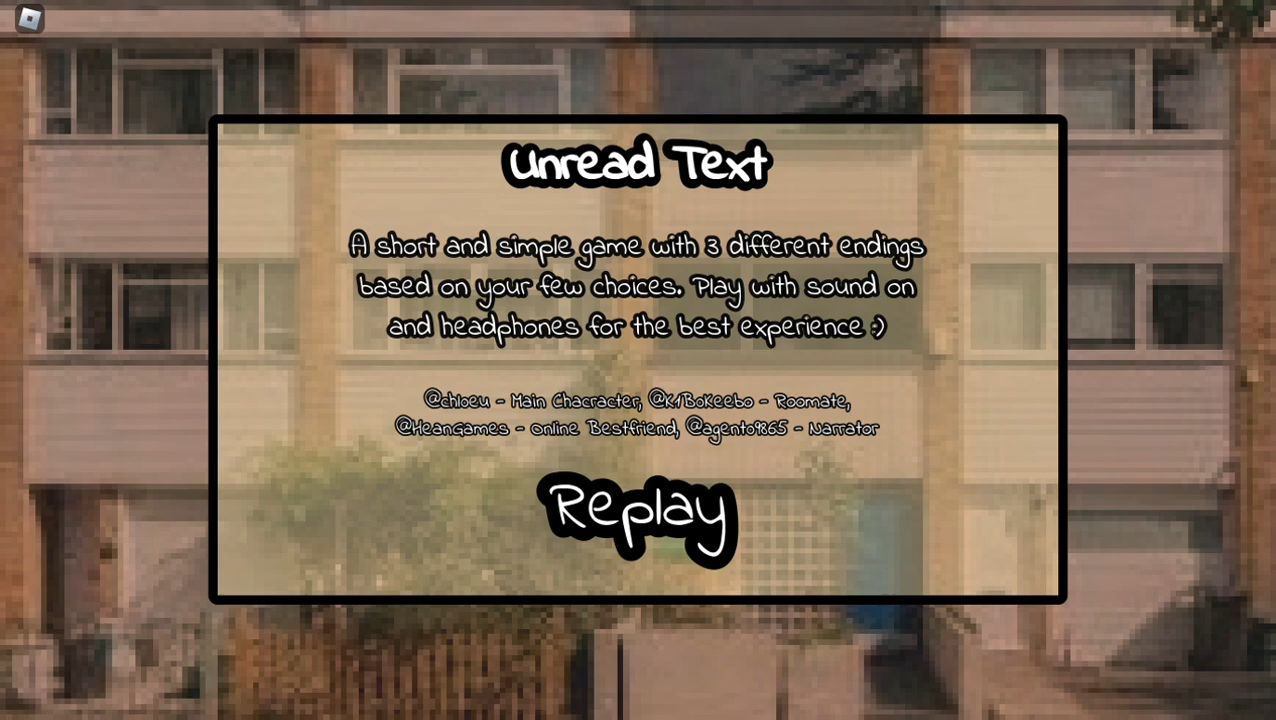 Unread Text
A short and simple game with 3 different endings
based on your few choices. Play with sound on
and headphones for the best experience :)
@chloeu - Main Chacracter, @K1BoKeebo - Roomate,
@HeanGames - Online Bestfriend, @agento9865 - Narrator
Replay